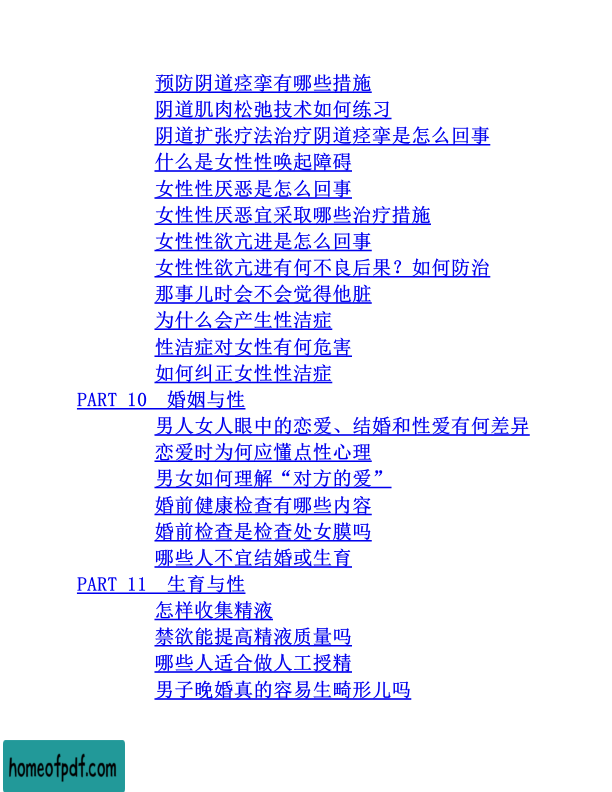 预防阴道痉挛有哪些措施
阴道肌肉松弛技术如何练习
阴道扩张疗法治疗阴道痉挛是怎么回事
什么是女性性唤起障碍
女性性厌恶是怎么回事
女性性厌恶宜采取哪些治疗措施
女性性欲亢进是怎么回事
女性性欲亢进有何不良后果？如何防治
那事儿时会不会觉得他脏
为什么会产生性洁症
性洁症对女性有何危害
如何纠正女性性洁症
PART 10 婚姻与性
男人女人眼中的恋爱、结婚和性爱有何差异
恋爱时为何应懂点性心理
男女如何理解“对方的爱”
婚前健康检查有哪些内容
婚前检查是检查处女膜吗
哪些人不宜结婚或生育
PART 11 生育与性
怎样收集精液
禁欲能提高精液质量吗
哪些人适合做人工授精
男子晚婚真的容易生畸形儿吗
homeofpdf.com